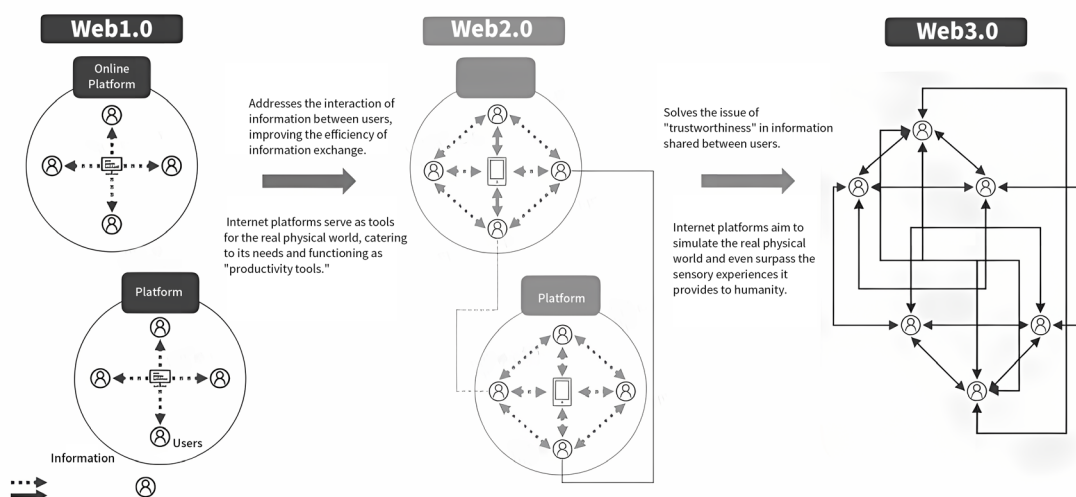 Web1.0
Online
Platform
Platform
Users
Information
Addresses the interaction of
information between users,
improving the efficiency of
information exchange.
Internet platforms serve as tools
for the real physical world, catering
to its needs and functioning as
"productivity tools."
Web2.0
Platform
Solves the issue of
"trustworthiness" in information
shared between users.
Internet platforms aim to
simulate the real physical
world and even surpass the
sensory experiences it
provides to humanity.
Web3.0